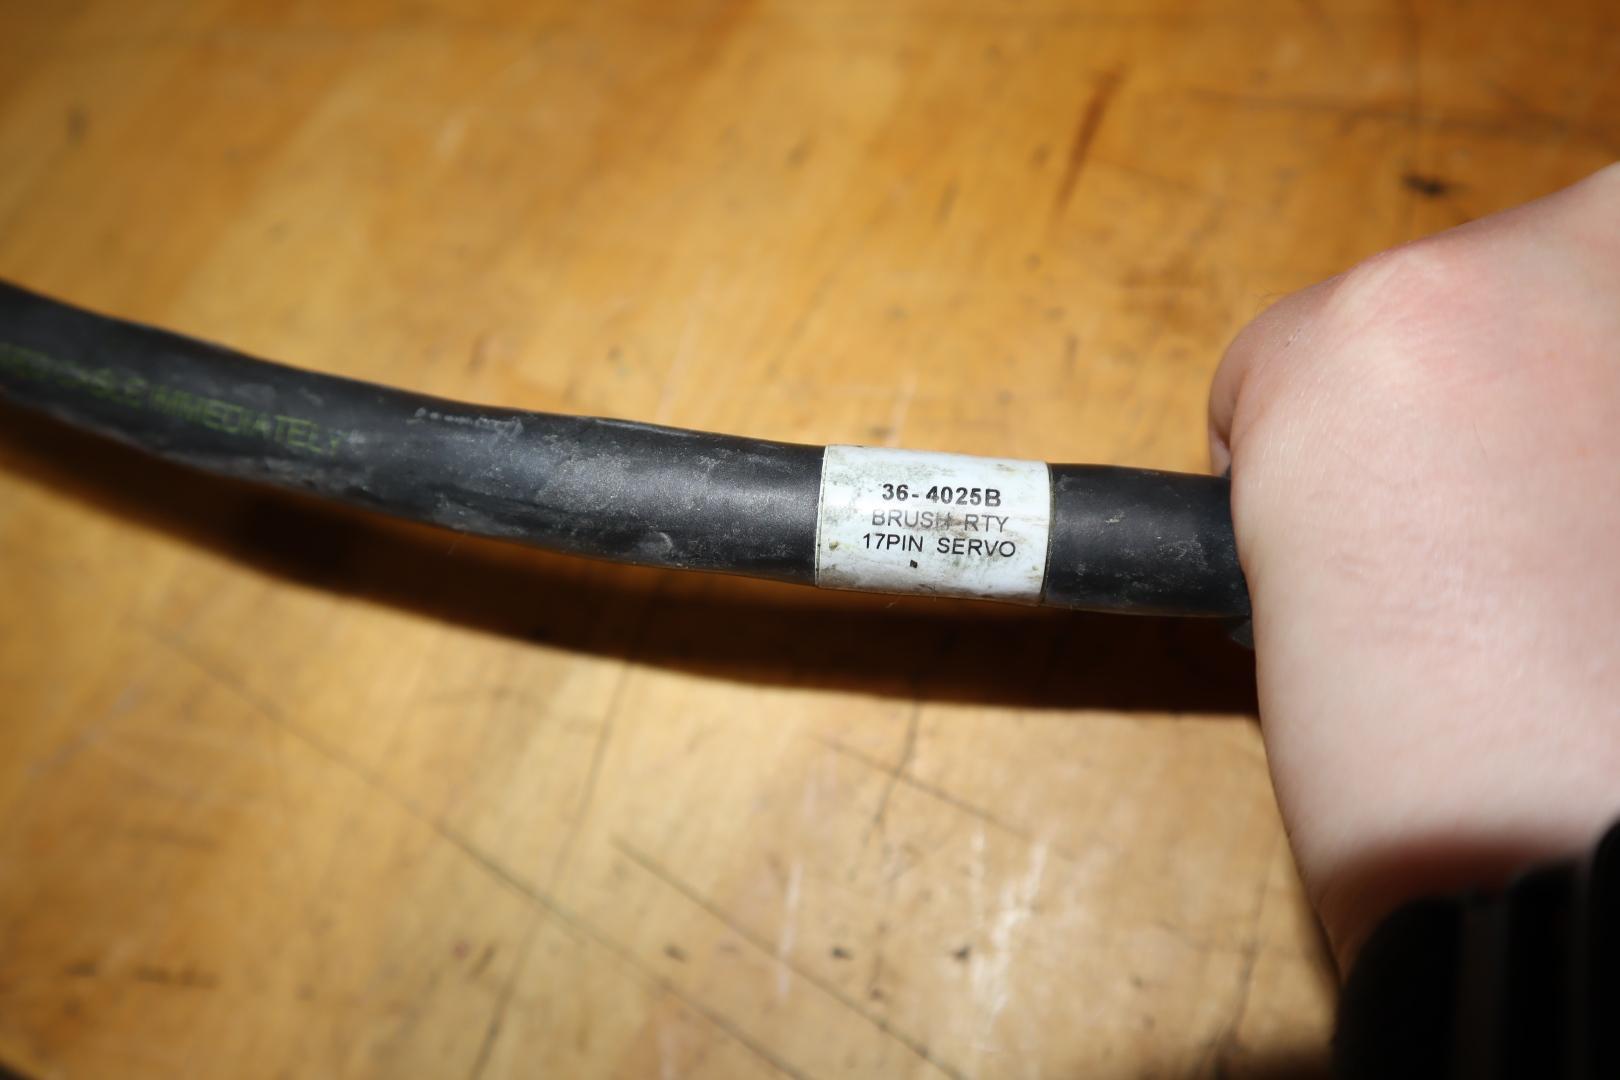 IMMEDIATELY
36-4025B
BRUSH RTY
17PIN SERVO